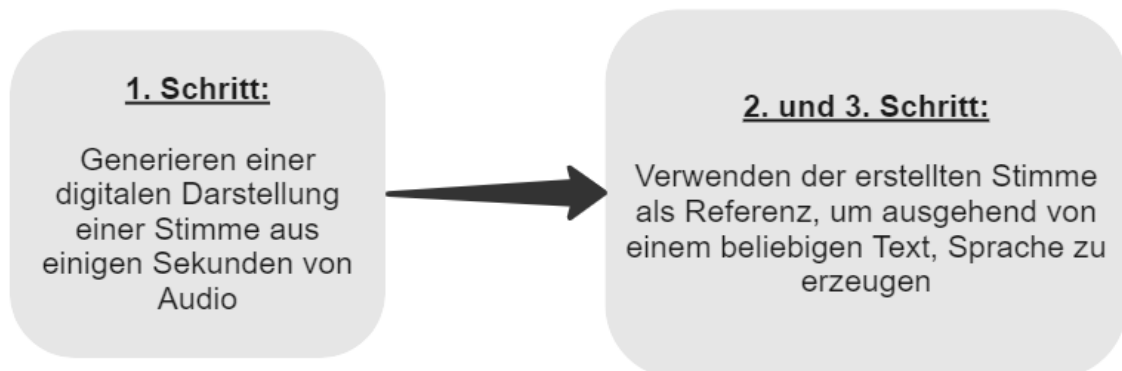 1. Schritt:
Generieren einer
digitalen Darstellung
einer Stimme aus
einigen Sekunden von
Audio
2. und 3. Schritt:
Verwenden der erstellten Stimme
als Referenz, um ausgehend von
einem beliebigen Text, Sprache zu
erzeugen